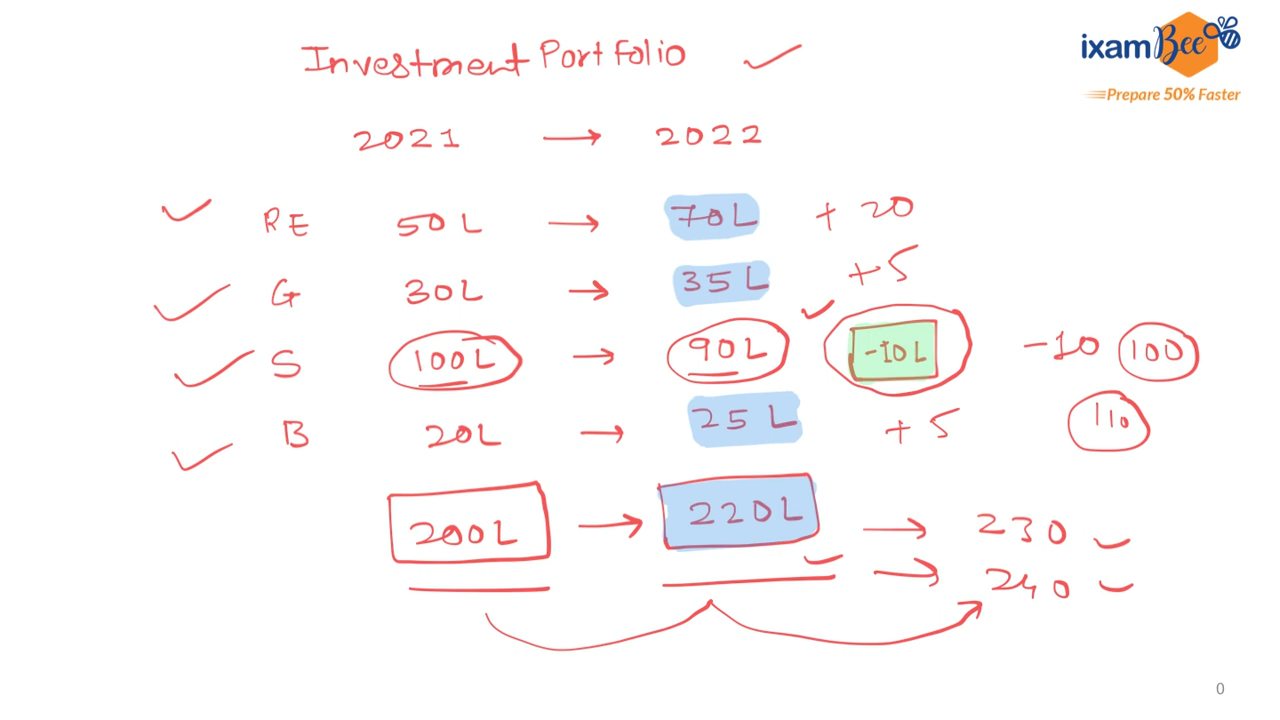 Investment Portfolio
ixamBee
Prepare 50% Faster
2021 → 2022
RE 50L → 70L +20
G 30L → 35L +5
S 100L → 90L -10L -10 100
B 20L → 25L +5 110
200L → 220L → 230
→ 240
0